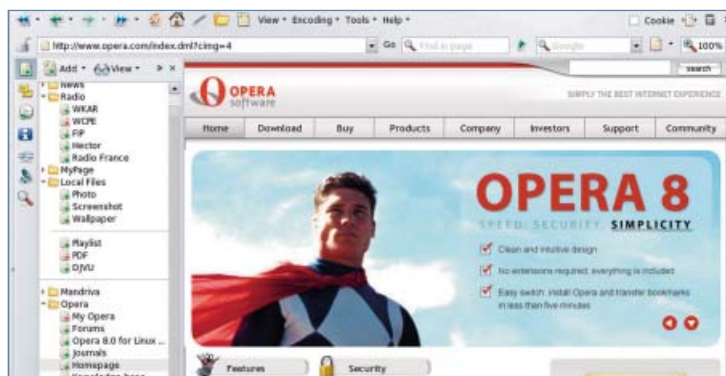 View Encoding Tools Help
Cookie
http://www.opera.com/index.dml?cimg=4
Go
Find in page
Google
100%
Add View
search
News
Radio
WKAR
WCPE
FIP
Hector
Radio France
MyPage
Local Files
Photo
Screenshot
Wallpaper
Playlist
PDF
DJVU
Mandriva
Opera
My Opera
Forums
Opera 8.0 for Linux ...
Journals
Homepage
Knowledge base
OPERA
software
SIMPLY THE BEST INTERNET EXPERIENCE
Home Download Buy Products Company Investors Support Community
OPERA 8
SPEED, SECURITY, SIMPLICITY
Clean and intuitive design
No extensions required, everything is included
Easy switch: install Opera and transfer bookmarks
in less than five minutes
Features Security